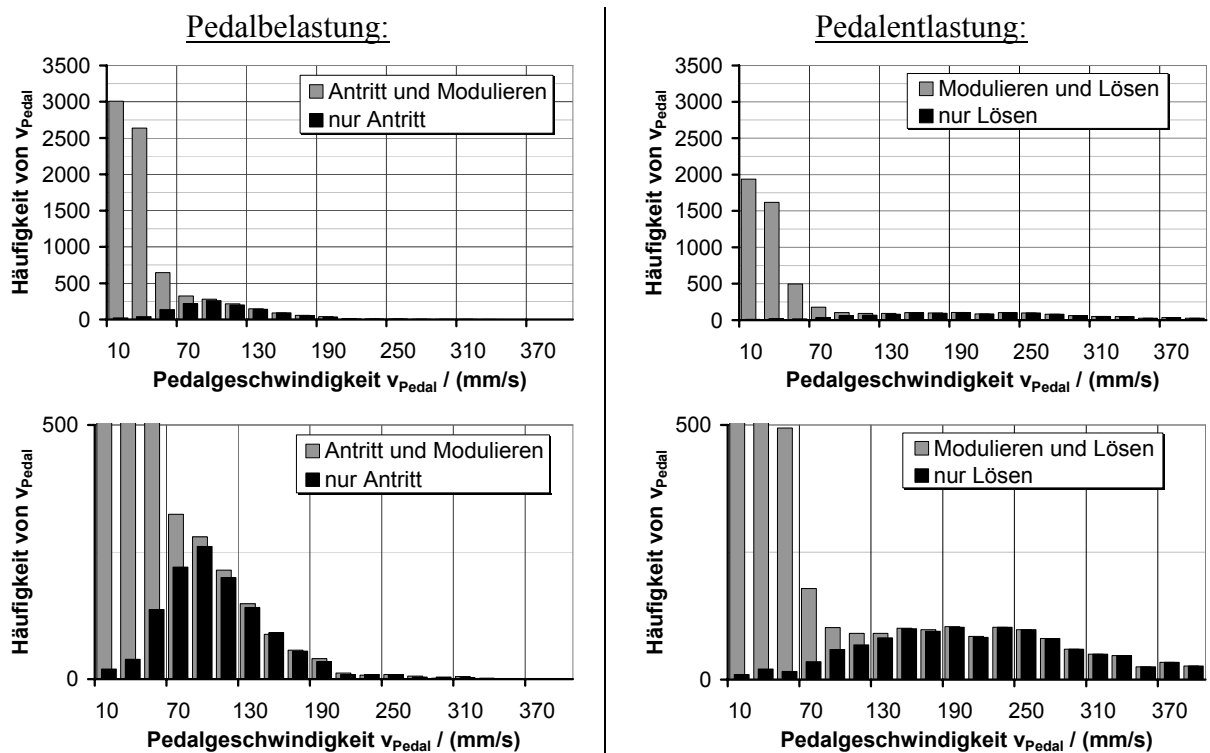 Pedalbelastung:
Häufigkeit von vPedal
3500
3000
2500
2000
1500
1000
500
0
Antritt und Modulieren
nur Antritt
10 70 130 190 250 310 370
Pedalgeschwindigkeit vPedal / (mm/s)
Häufigkeit von vPedal
500
0
Antritt und Modulieren
nur Antritt
10 70 130 190 250 310 370
Pedalgeschwindigkeit vPedal / (mm/s)
Pedalentlastung:
Häufigkeit von vPedal
3500
3000
2500
2000
1500
1000
500
0
Modulieren und Lösen
nur Lösen
10 70 130 190 250 310 370
Pedalgeschwindigkeit vPedal / (mm/s)
Häufigkeit von vPedal
500
0
Modulieren und Lösen
nur Lösen
10 70 130 190 250 310 370
Pedalgeschwindigkeit vPedal / (mm/s)